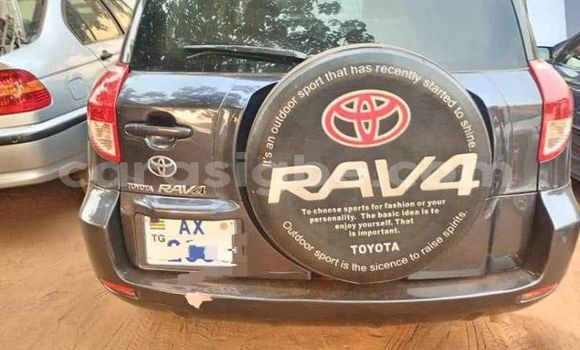 It's an outdoor sport that has recently started to shine.
RAV4
To choose sports for fashion or your
personality. The basic idea is to
enjoy yourself. That
is important.
TOYOTA
Outdoor sport is the sicence to raise spirits.
TOYOTA RAV4
AX
TG